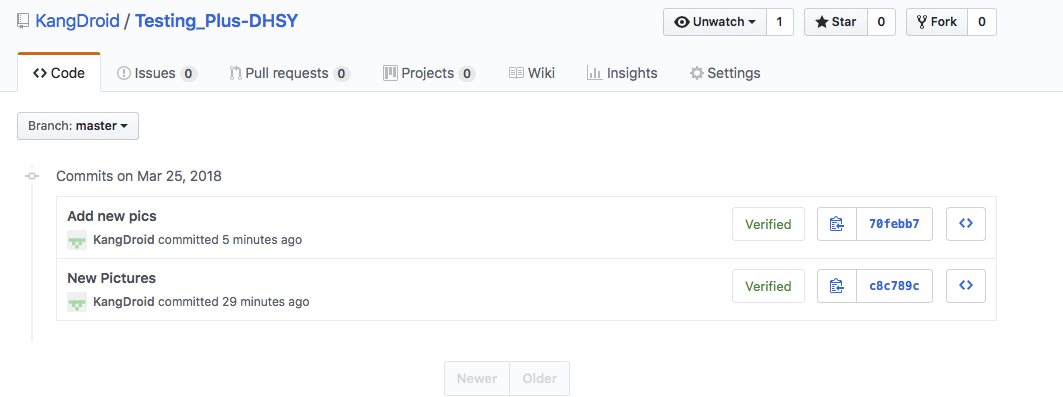 KangDroid / Testing_Plus-DHSY
Unwatch 1
Star 0
Fork 0
Code
Issues 0
Pull requests 0
Projects 0
Wiki
Insights
Settings
Branch: master
Commits on Mar 25, 2018
Add new pics
KangDroid committed 5 minutes ago
Verified
70febb7
New Pictures
KangDroid committed 29 minutes ago
Verified
c8c789c
Newer
Older